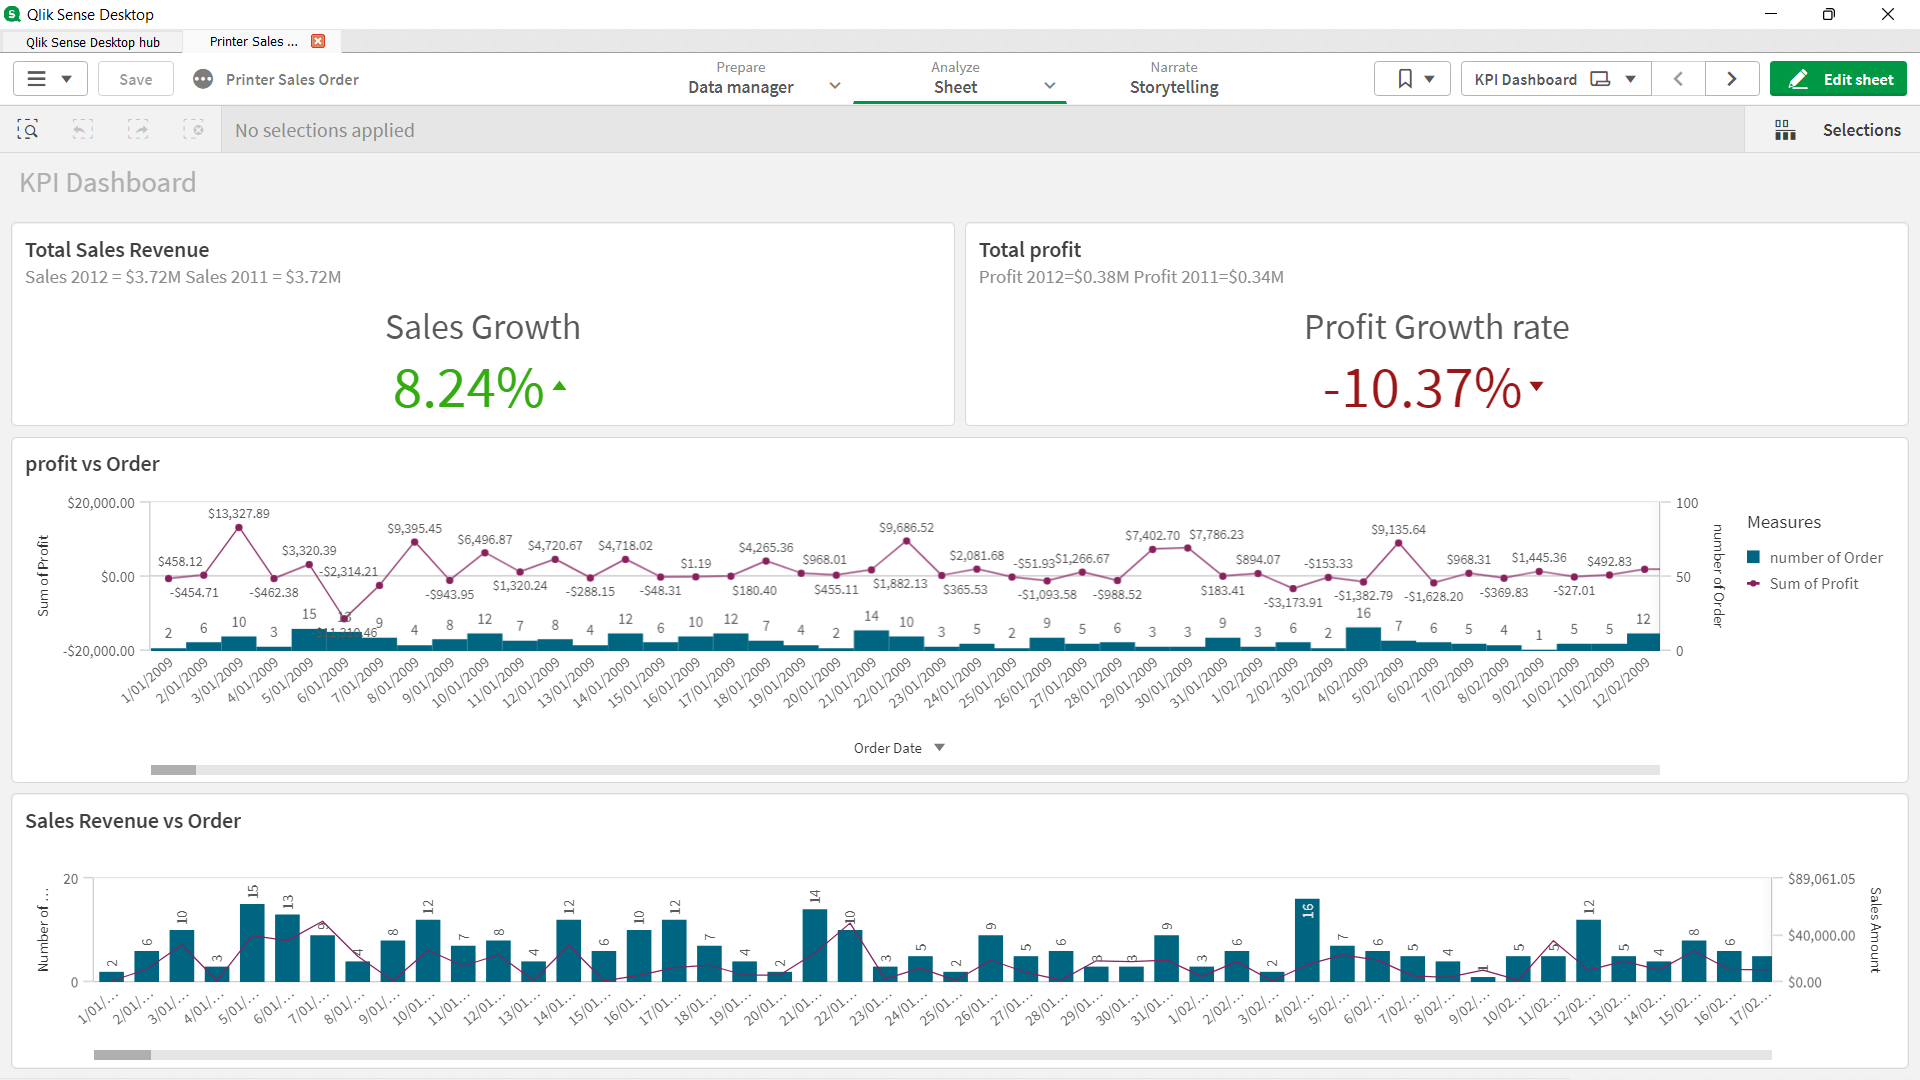 Qlik Sense Desktop
Qlik Sense Desktop hub
Printer Sales ...
Save
Printer Sales Order
Prepare
Data manager
Analyze
Sheet
Narrate
Storytelling
KPI Dashboard
Edit sheet
No selections applied
Selections
KPI Dashboard
Total Sales Revenue
Sales 2012 = $3.72M Sales 2011 = $3.72M
Sales Growth
8.24%
Total profit
Profit 2012=$0.38M Profit 2011=$0.34M
Profit Growth rate
-10.37%
profit vs Order
Sum of Profit
$20,000.00
$0.00
-$20,000.00
$458.12
-$454.71
$13,327.89
-$462.38
$3,320.39
-$2,314.21
$9,395.45
-$943.95
$6,496.87
$1,320.24
$4,720.67
-$288.15
$4,718.02
-$48.31
$1.19
$180.40
$4,265.36
$968.01
$455.11
$1,882.13
$9,686.52
$365.53
$2,081.68
-$51.93
-$1,093.58
$1,266.67
-$988.52
$7,402.70
$7,786.23
$183.41
$894.07
-$3,173.91
-$153.33
-$1,382.79
$9,135.64
-$1,628.20
$968.31
-$369.83
$1,445.36
-$27.01
$492.83
2 6 10 3 15 13 9 4 8 12 7 8 4 12 6 10 12 7 4 2 14 10 3 5 2 9 5 6 3 3 9 3 6 2 16 7 6 5 4 1 5 5 12
100
50
0
number of Order
1/01/2009 2/01/2009 3/01/2009 4/01/2009 5/01/2009 6/01/2009 7/01/2009 8/01/2009 9/01/2009 10/01/2009 11/01/2009 12/01/2009 13/01/2009 14/01/2009 15/01/2009 16/01/2009 17/01/2009 18/01/2009 19/01/2009 20/01/2009 21/01/2009 22/01/2009 23/01/2009 24/01/2009 25/01/2009 26/01/2009 27/01/2009 28/01/2009 29/01/2009 30/01/2009 31/01/2009 1/02/2009 2/02/2009 3/02/2009 4/02/2009 5/02/2009 6/02/2009 7/02/2009 8/02/2009 9/02/2009 10/02/2009 11/02/2009 12/02/2009
Order Date
Measures
number of Order
Sum of Profit
Sales Revenue vs Order
Number of ...
20
0
2 6 10 3 15 13 9 4 8 12 7 8 4 12 6 10 12 7 4 2 14 10 3 5 2 9 5 6 3 3 9 3 6 2 16 7 6 5 4 1 5 5 12 5 4 8 6
$89,061.05
$40,000.00
$0.00
Sales Amount
1/01/... 2/01/... 3/01/... 4/01/... 5/01/... 6/01/... 7/01/... 8/01/... 9/01/... 10/01... 11/01... 12/01... 13/01... 14/01... 15/01... 16/01... 17/01... 18/01... 19/01... 20/01... 21/01... 22/01... 23/01... 24/01... 25/01... 26/01... 27/01... 28/01... 29/01... 30/01... 31/01... 1/02/... 2/02/... 3/02/... 4/02/... 5/02/... 6/02/... 7/02/... 8/02/... 9/02/... 10/02... 11/02... 12/02... 13/02... 14/02... 15/02... 16/02... 17/02...